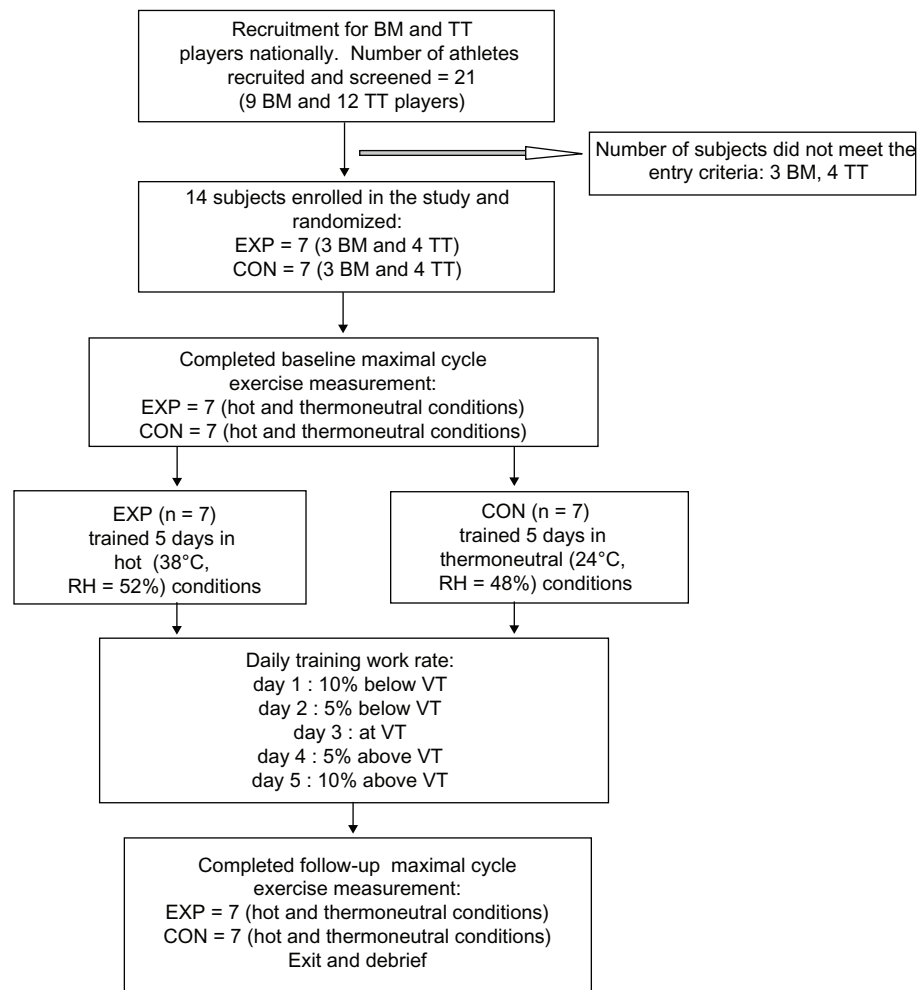 Recruitment for BM and TT
players nationally. Number of athletes
recruited and screened = 21
(9 BM and 12 TT players)
Number of subjects did not meet the
entry criteria: 3 BM, 4 TT
14 subjects enrolled in the study and
randomized:
EXP = 7 (3 BM and 4 TT)
CON = 7 (3 BM and 4 TT)
Completed baseline maximal cycle
exercise measurement:
EXP = 7 (hot and thermoneutral conditions)
CON = 7 (hot and thermoneutral conditions)
EXP (n = 7)
trained 5 days in
hot (38°C,
RH = 52%) conditions
CON (n = 7)
trained 5 days in
thermoneutral (24°C,
RH = 48%) conditions
Daily training work rate:
day 1 : 10% below VT
day 2 : 5% below VT
day 3 : at VT
day 4 : 5% above VT
day 5 : 10% above VT
Completed follow-up maximal cycle
exercise measurement:
EXP = 7 (hot and thermoneutral conditions)
CON = 7 (hot and thermoneutral conditions)
Exit and debrief